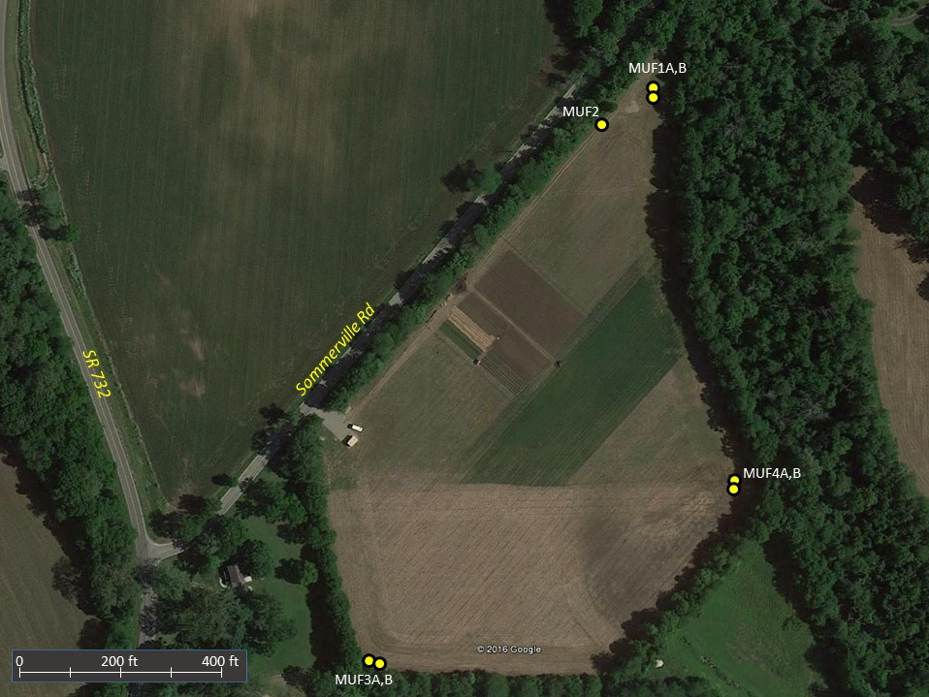 MUF1A,B
MUF2
Sommerville Rd
SR 732
MUF4A,B
© 2016 Google
0 200 ft 400 ft
MUF3A,B